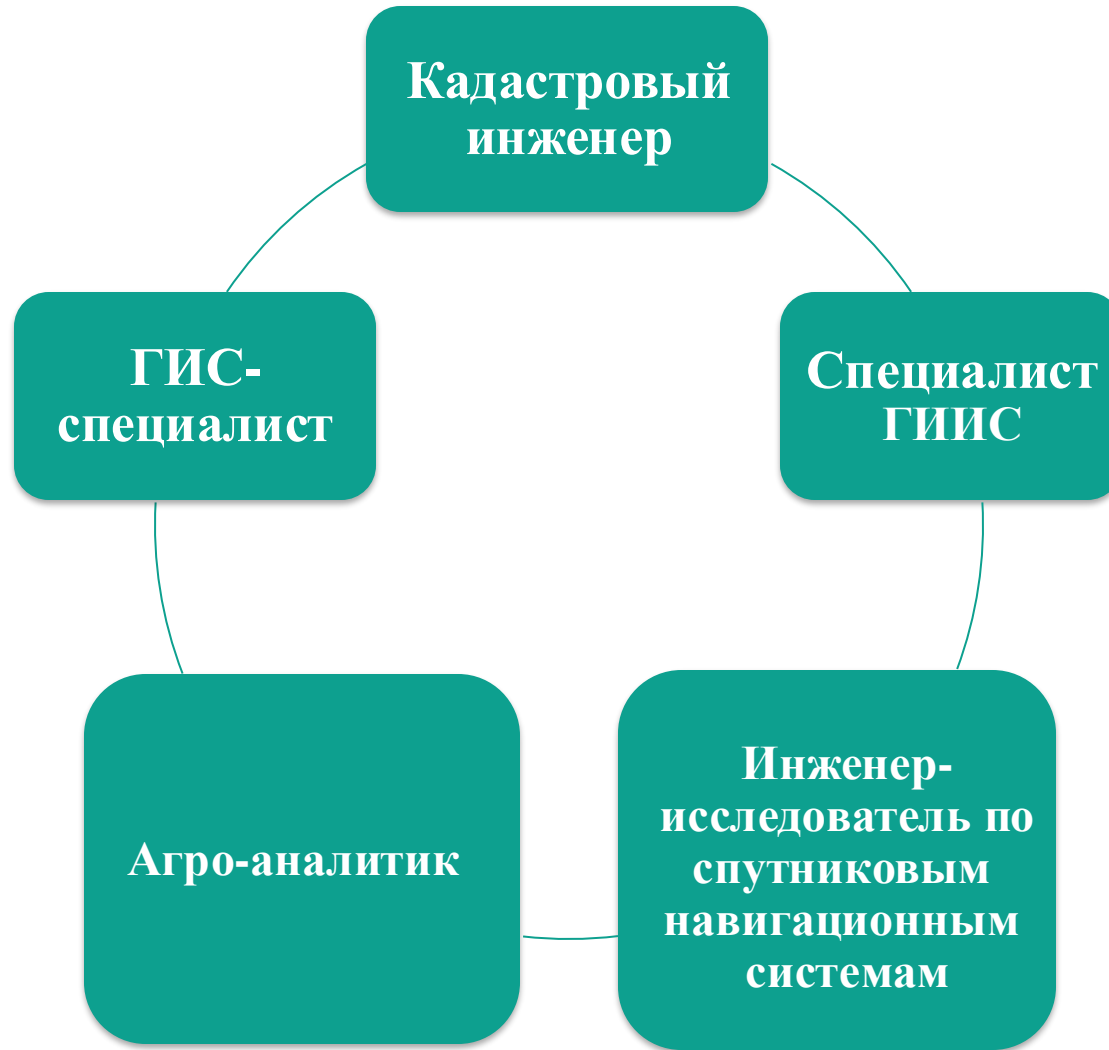 Кадастровый
инженер
ГИС-
специалист
Специалист
ГИИС
Агро-аналитик
Инженер-
исследователь по
спутниковым
навигационным
системам